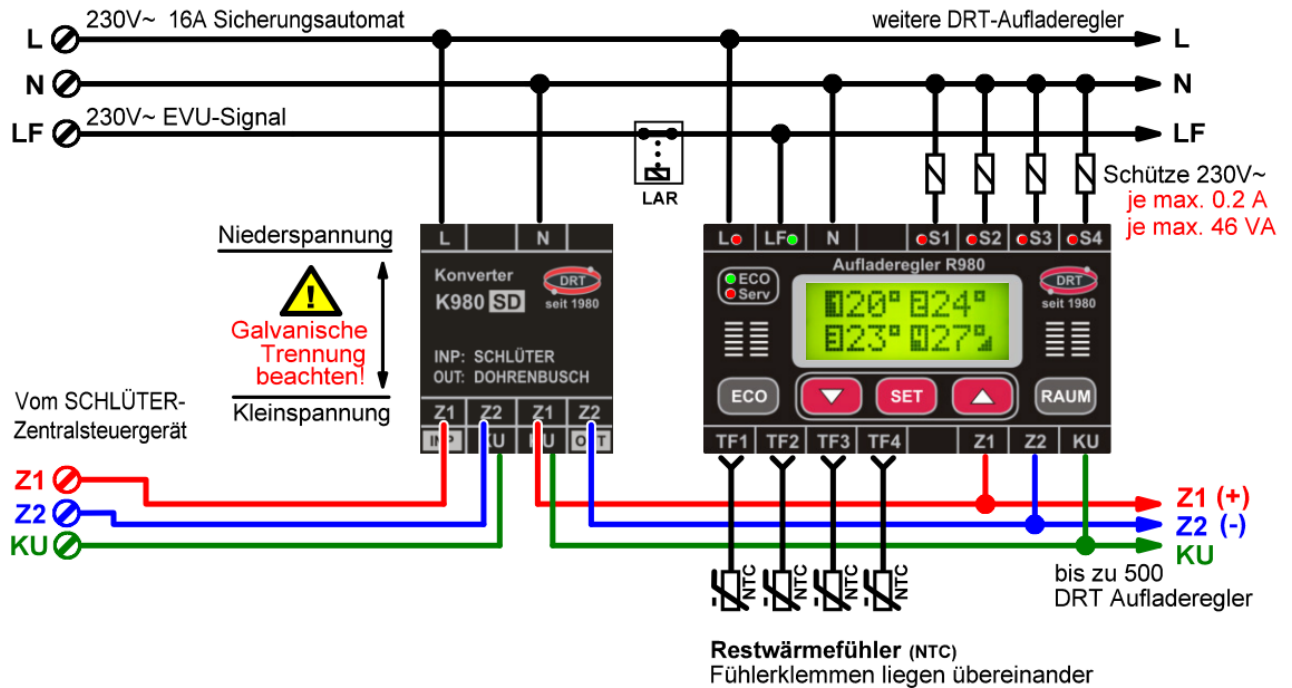 230V~ 16A Sicherungsautomat
weitere DRT-Aufladeregler
L
L
N
N
LF
230V~ EVU-Signal
LF
LAR
Schütze 230V~
je max. 0.2 A
je max. 46 VA
Niederspannung
Galvanische
Trennung
beachten!
Kleinspannung
L N
Konverter
DRT
K980 SD
seit 1980
INP: SCHLÜTER
OUT: DOHRENBUSCH
Z1 Z2 Z1 Z2
INP KU KU OUT
L LF N S1 S2 S3 S4
Aufladeregler R980
ECO
Serv
DRT
seit 1980
1 20° 2 24°
3 23° 4 27°
ECO
SET
RAUM
TF1 TF2 TF3 TF4 Z1 Z2 KU
Vom SCHLÜTER-
Zentralsteuergerät
Z1
Z2
KU
Z1 (+)
Z2 (-)
KU
bis zu 500
DRT Aufladeregler
NTC NTC NTC NTC
Restwärmefühler (NTC)
Fühlerklemmen liegen übereinander